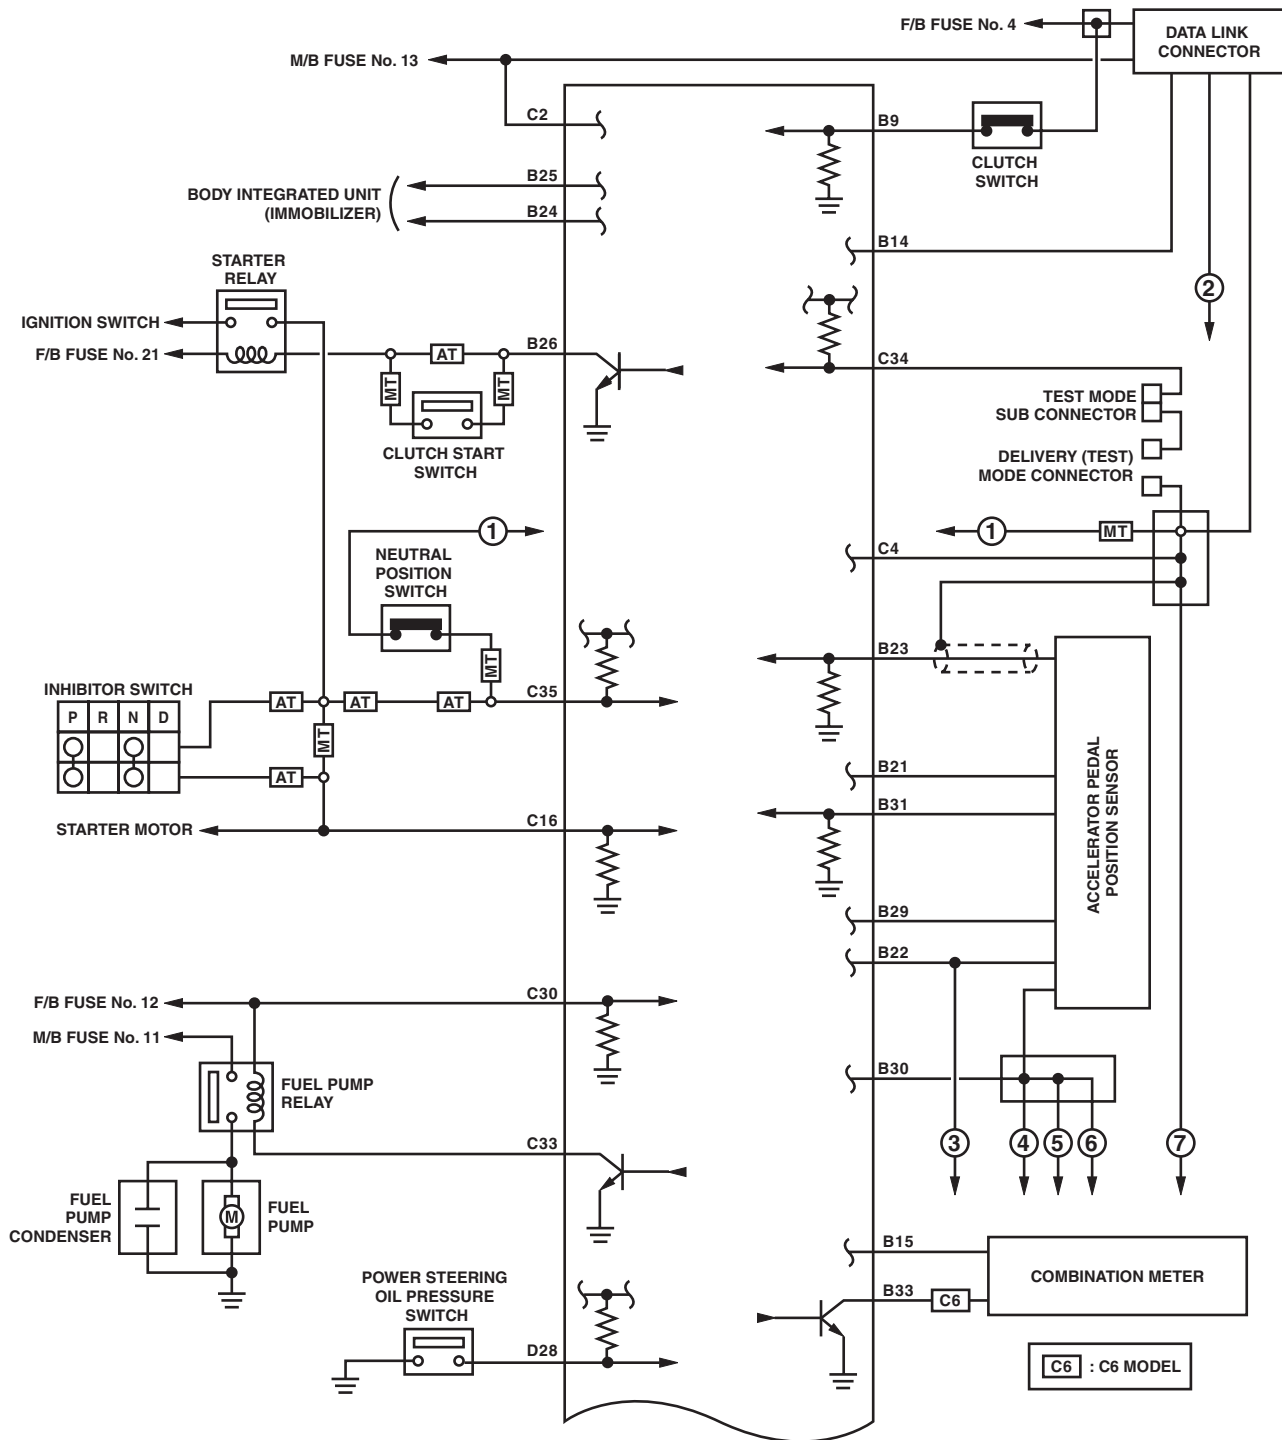 F/B FUSE No. 4
DATA LINK
CONNECTOR
M/B FUSE No. 13
C2
B9
CLUTCH
SWITCH
BODY INTEGRATED UNIT
(IMMOBILIZER)
B25
B24
B14
2
STARTER
RELAY
IGNITION SWITCH
F/B FUSE No. 21
AT
B26
MT
MT
CLUTCH START
SWITCH
C34
TEST MODE
SUB CONNECTOR
DELIVERY (TEST)
MODE CONNECTOR
1
1
MT
C4
NEUTRAL
POSITION
SWITCH
MT
B23
INHIBITOR SWITCH
P R N D
AT
AT
AT
C35
MT
AT
B21
B31
ACCELERATOR PEDAL
POSITION SENSOR
STARTER MOTOR
C16
B29
B22
F/B FUSE No. 12
C30
M/B FUSE No. 11
FUEL PUMP
RELAY
B30
C33
3
4
5
6
7
FUEL
PUMP
CONDENSER
M
FUEL
PUMP
B15
COMBINATION METER
B33
C6
POWER STEERING
OIL PRESSURE
SWITCH
D28
C6 : C6 MODEL